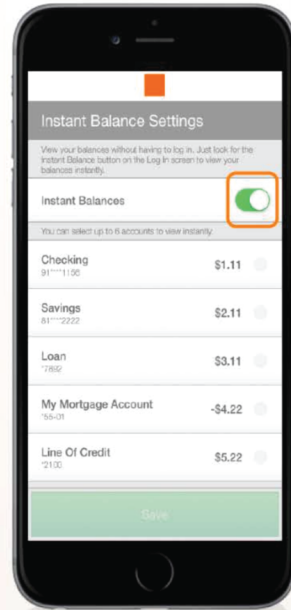 Instant Balance Settings
View your balances without having to log in. Just look for the
Instant Balance button on the Log In screen to view your
balances instantly.
Instant Balances
You can select up to 6 accounts to view instantly.
Checking
$1.11
Savings
$2.11
Loan
$3.11
My Mortgage Account
-$4.22
Line Of Credit
$5.22
Save